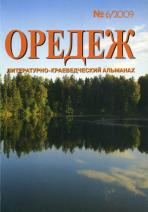 № 6/2009
ОРЕДЕЖ
ЛИТЕРАТУРНО-КРАЕВЕДЧЕСКИЙ АЛЬМАНАХ